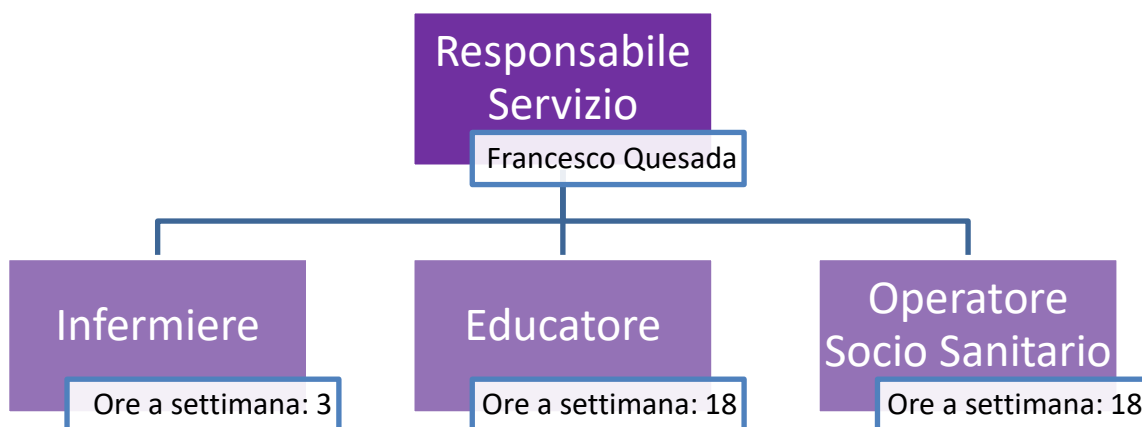 Responsabile
Servizio
Francesco Quesada
Infermiere
Ore a settimana: 3
Educatore
Ore a settimana: 18
Operatore
Socio Sanitario
Ore a settimana: 18